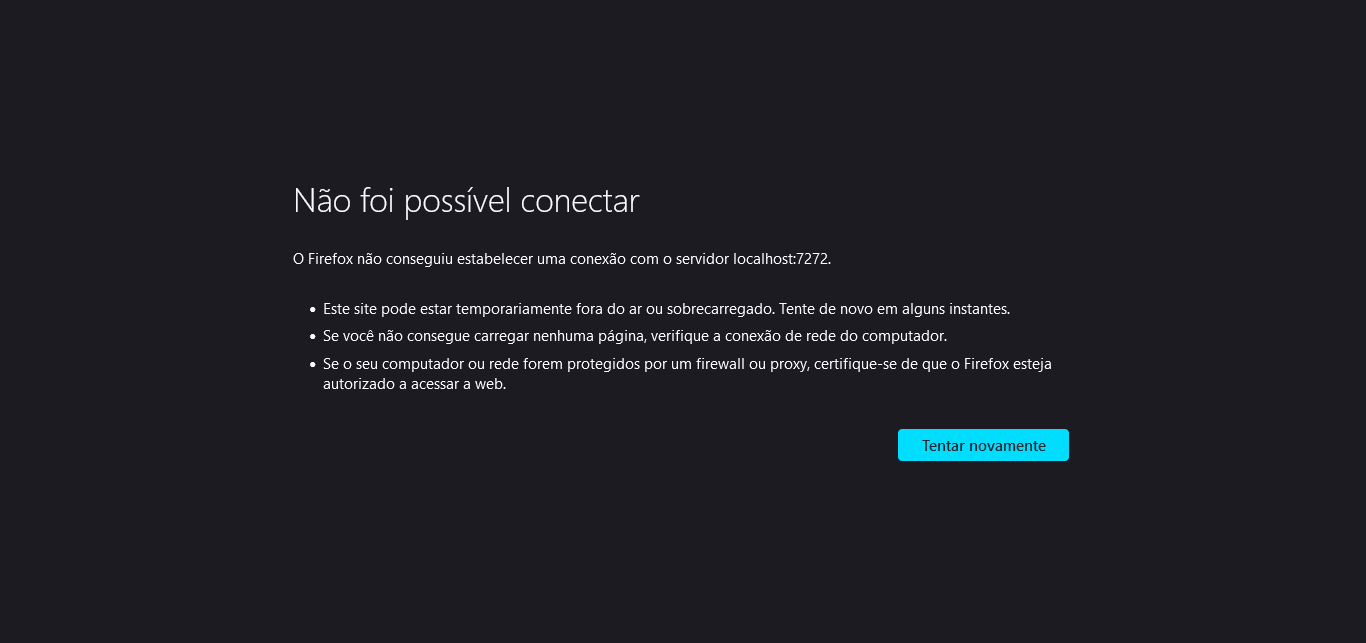 Não foi possível conectar
O Firefox não conseguiu estabelecer uma conexão com o servidor localhost:7272.
• Este site pode estar temporariamente fora do ar ou sobrecarregado. Tente de novo em alguns instantes.
• Se você não consegue carregar nenhuma página, verifique a conexão de rede do computador.
• Se o seu computador ou rede forem protegidos por um firewall ou proxy, certifique-se de que o Firefox esteja
autorizado a acessar a web.
Tentar novamente